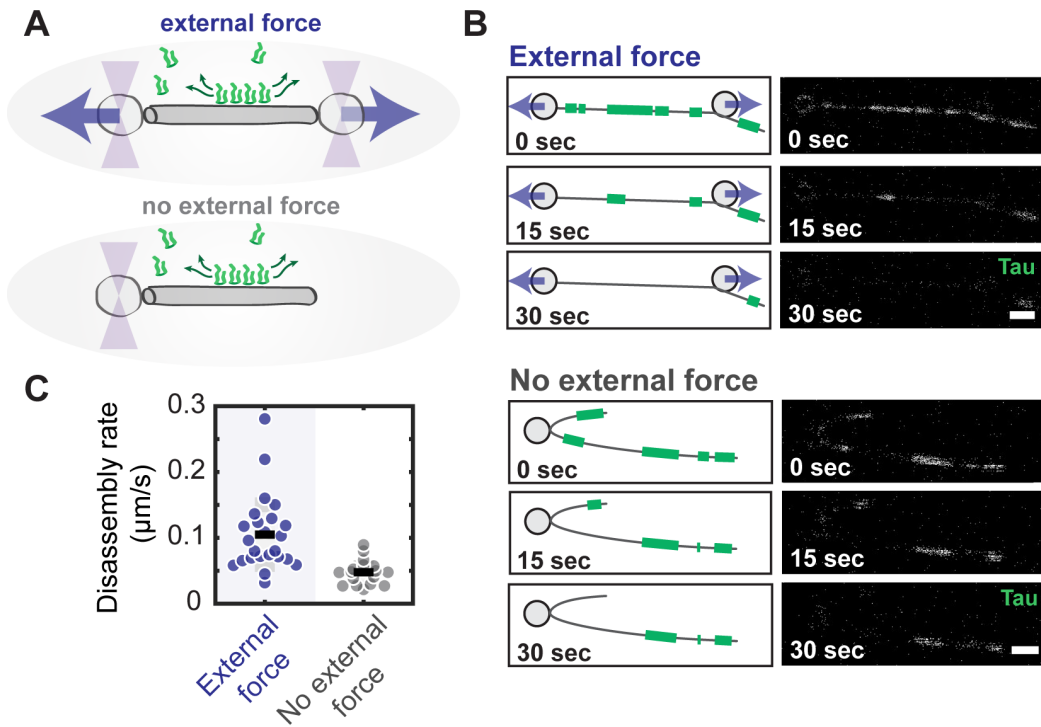 A
external force
no external force
B
External force
0 sec
0 sec
15 sec
15 sec
30 sec
Tau
30 sec
No external force
0 sec
0 sec
15 sec
15 sec
30 sec
Tau
30 sec
C
Disassembly rate
(µm/s)
0.3
0.2
0.1
0
External
force
No external
force